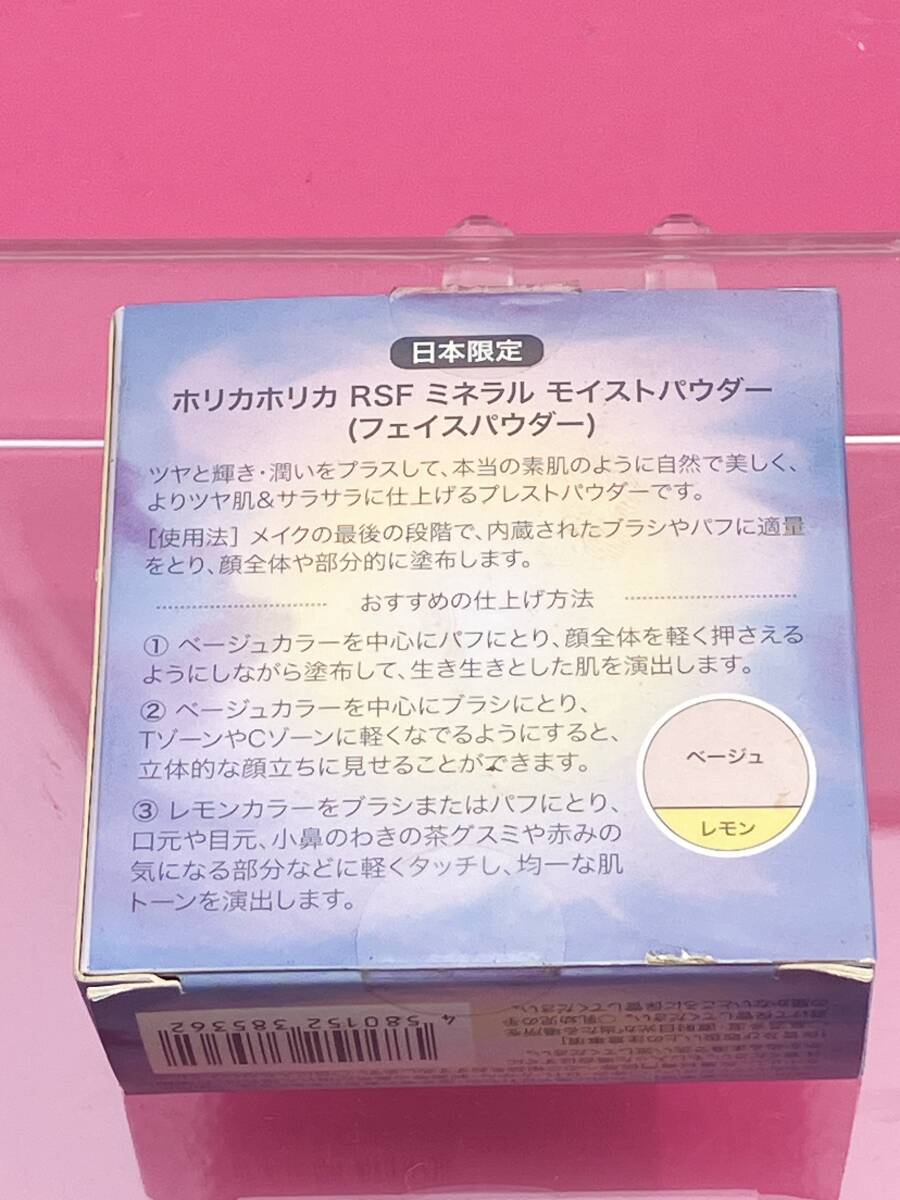 日本限定
ホリカホリカ RSF ミネラル モイストパウダー
(フェイスパウダー)
ツヤと輝き・潤いをプラスして、本当の素肌のように自然で美しく、
よりツヤ肌&サラサラに仕上げるプレストパウダーです。
[使用法] メイクの最後の段階で、内蔵されたブラシやパフに適量
をとり、顔全体や部分的に塗布します。
おすすめの仕上げ方法
① ベージュカラーを中心にパフにとり、顔全体を軽く押さえる
ようにしながら塗布して、生き生きとした肌を演出します。
② ベージュカラーを中心にブラシにとり、
TゾーンやCゾーンに軽くなでるようにすると、
立体的な顔立ちに見せることができます。
③ レモンカラーをブラシまたはパフにとり、
口元や目元、小鼻のわきの茶グスミや赤みの
気になる部分などに軽くタッチし、均一な肌
トーンを演出します。
ベージュ
レモン
4 580152 385362